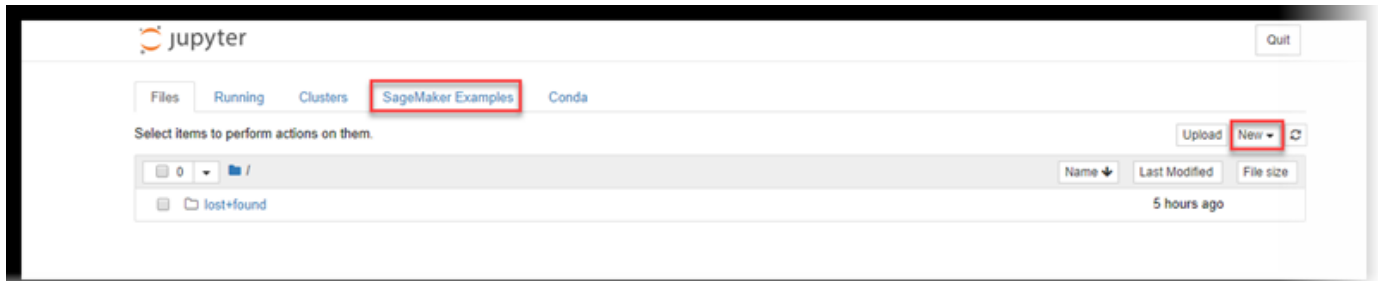 jupyter
Quit
Files Running Clusters SageMaker Examples Conda
Select items to perform actions on them.
Upload New
0 / Name Last Modified File size
lost+found 5 hours ago